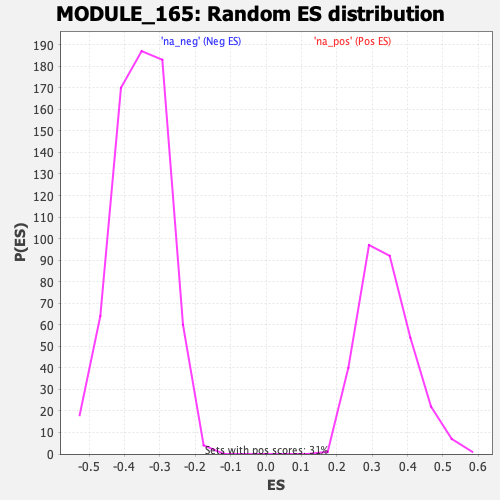 MODULE_165: Random ES distribution
'na_neg' (Neg ES)
'na_pos' (Pos ES)
190
180
170
160
150
140
130
120
110
100
90
80
70
60
50
40
30
20
10
0
P(ES)
Sets with pos scores: 31%
-0.5 -0.4 -0.3 -0.2 -0.1 0.0 0.1 0.2 0.3 0.4 0.5 0.6
ES